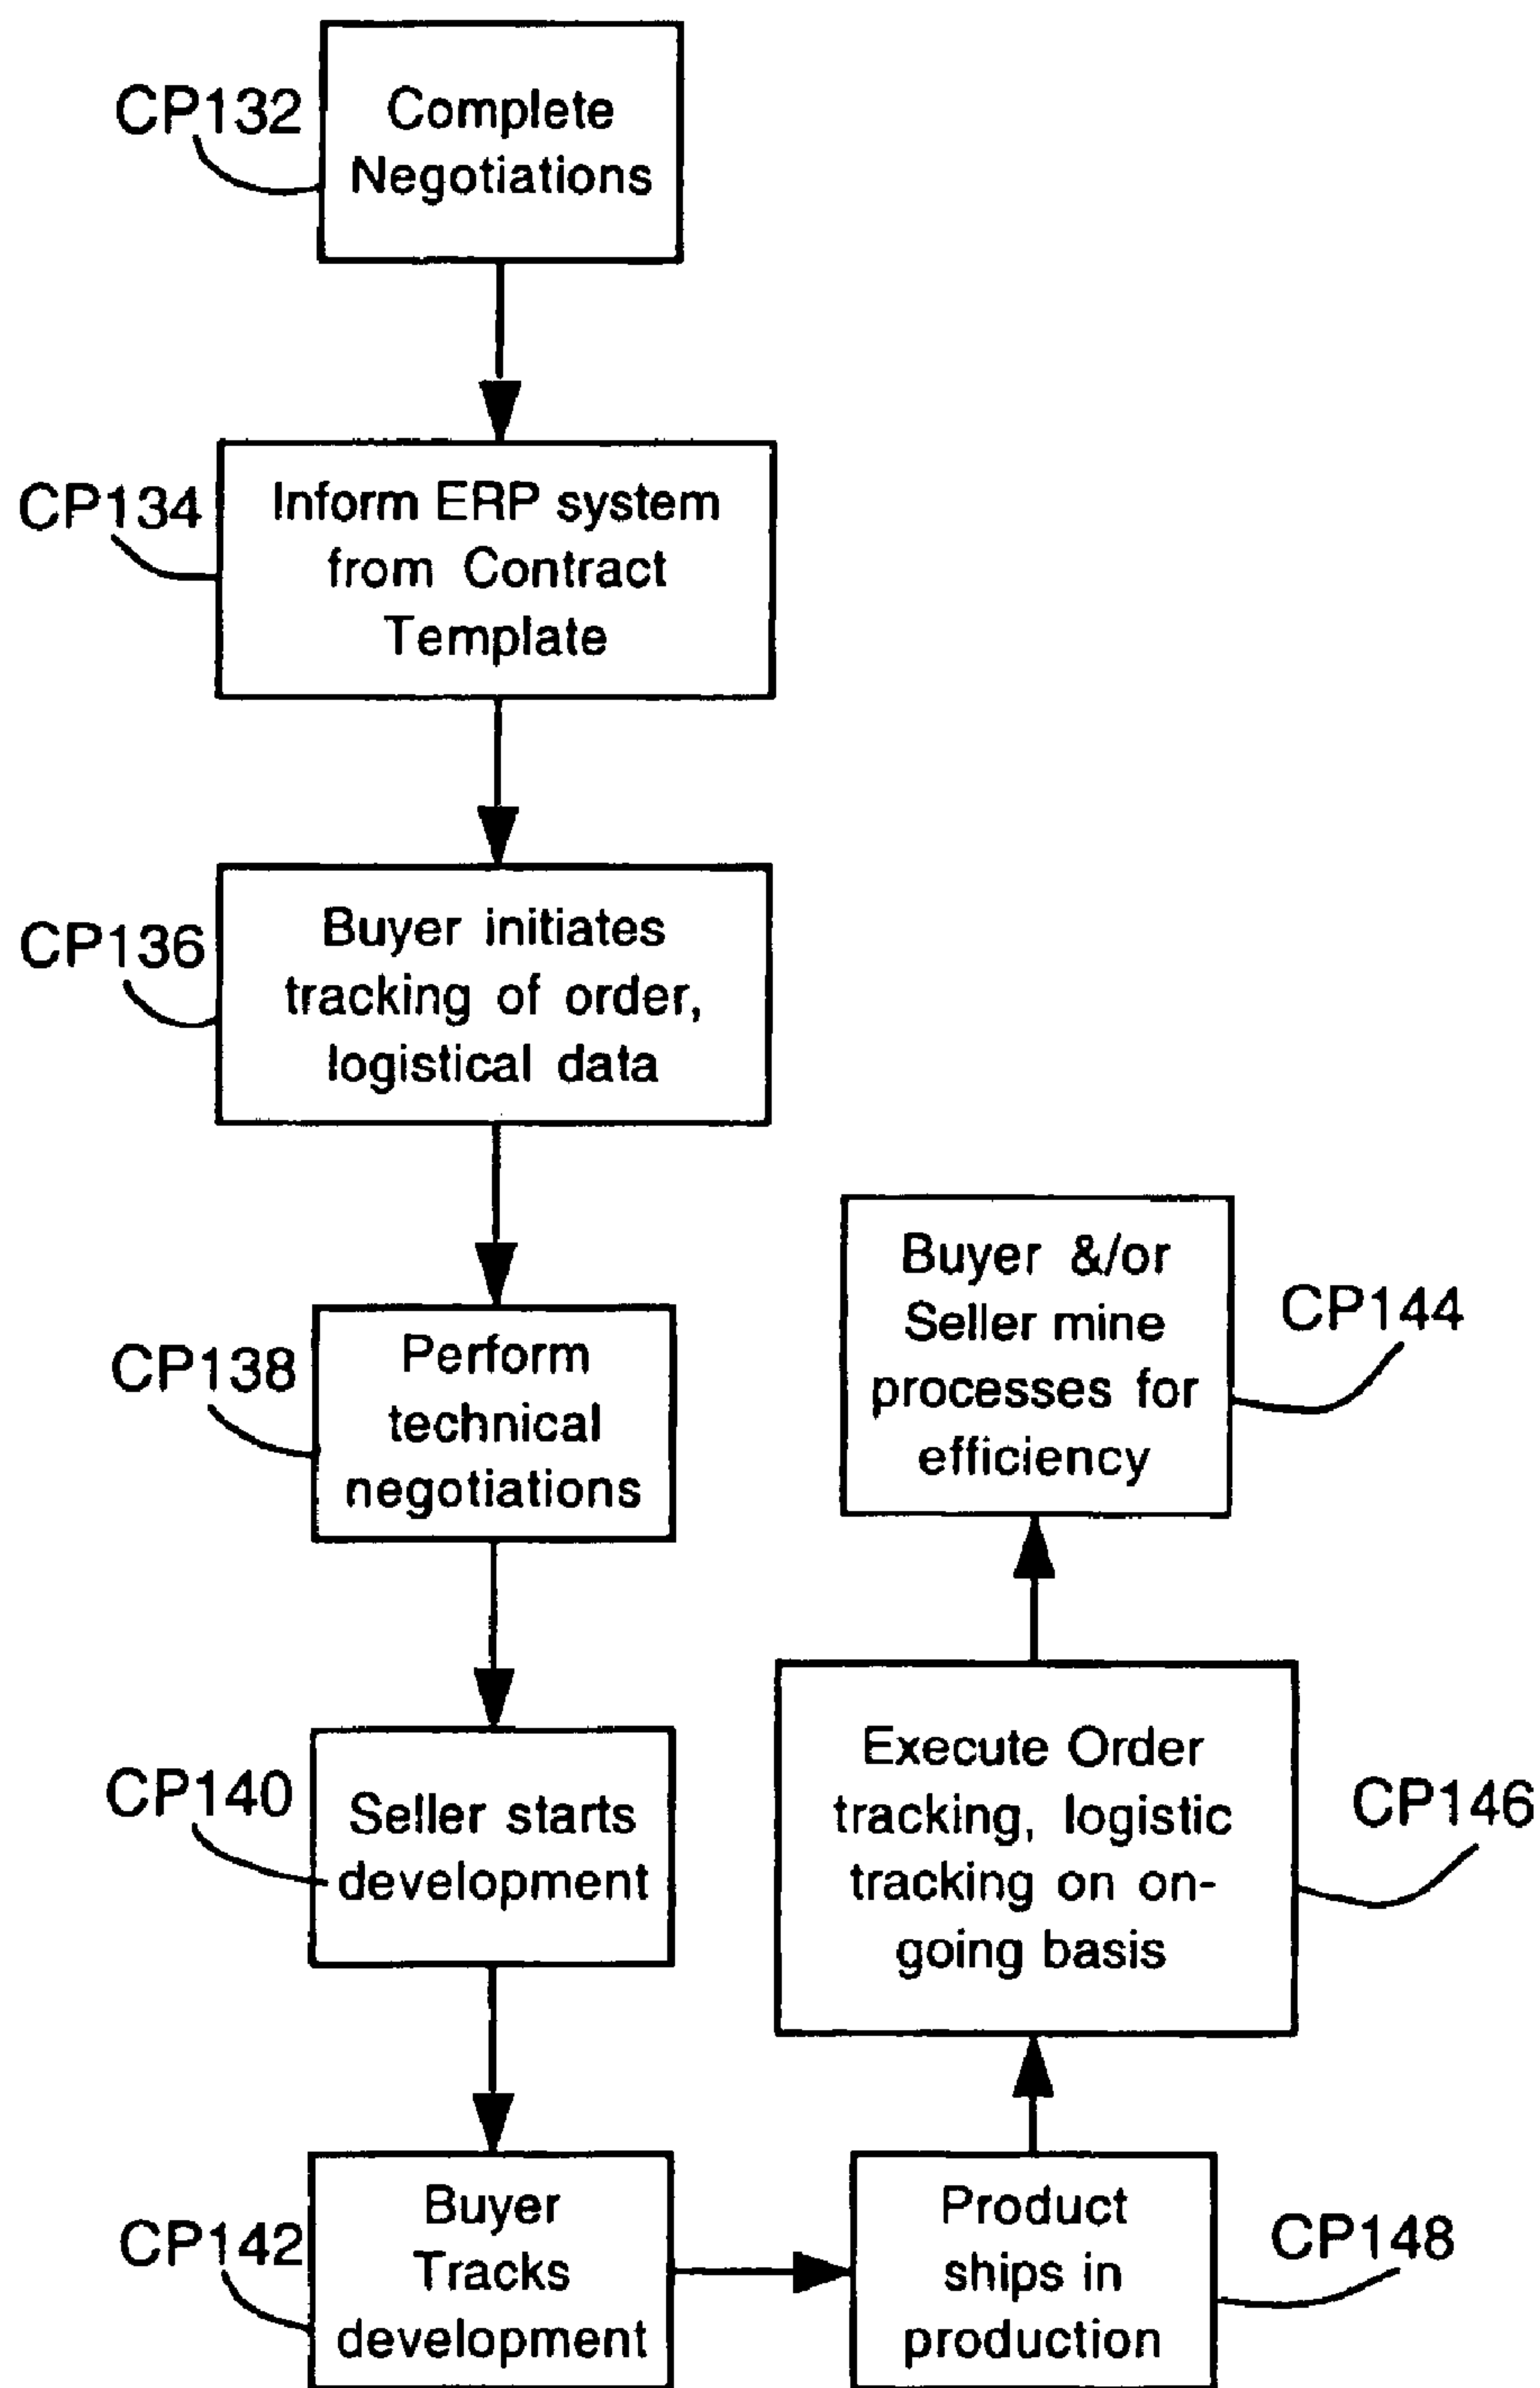 CP132
Complete
Negotiations
CP134
Inform ERP system
from Contract
Template
CP136
Buyer initiates
tracking of order,
logistical data
CP138
Perform
technical
negotiations
CP140
Seller starts
development
CP142
Buyer
Tracks
development
Product
ships in
production
CP148
Execute Order
tracking, logistic
tracking on on-
going basis
CP146
Buyer &/or
Seller mine
processes for
efficiency
CP144